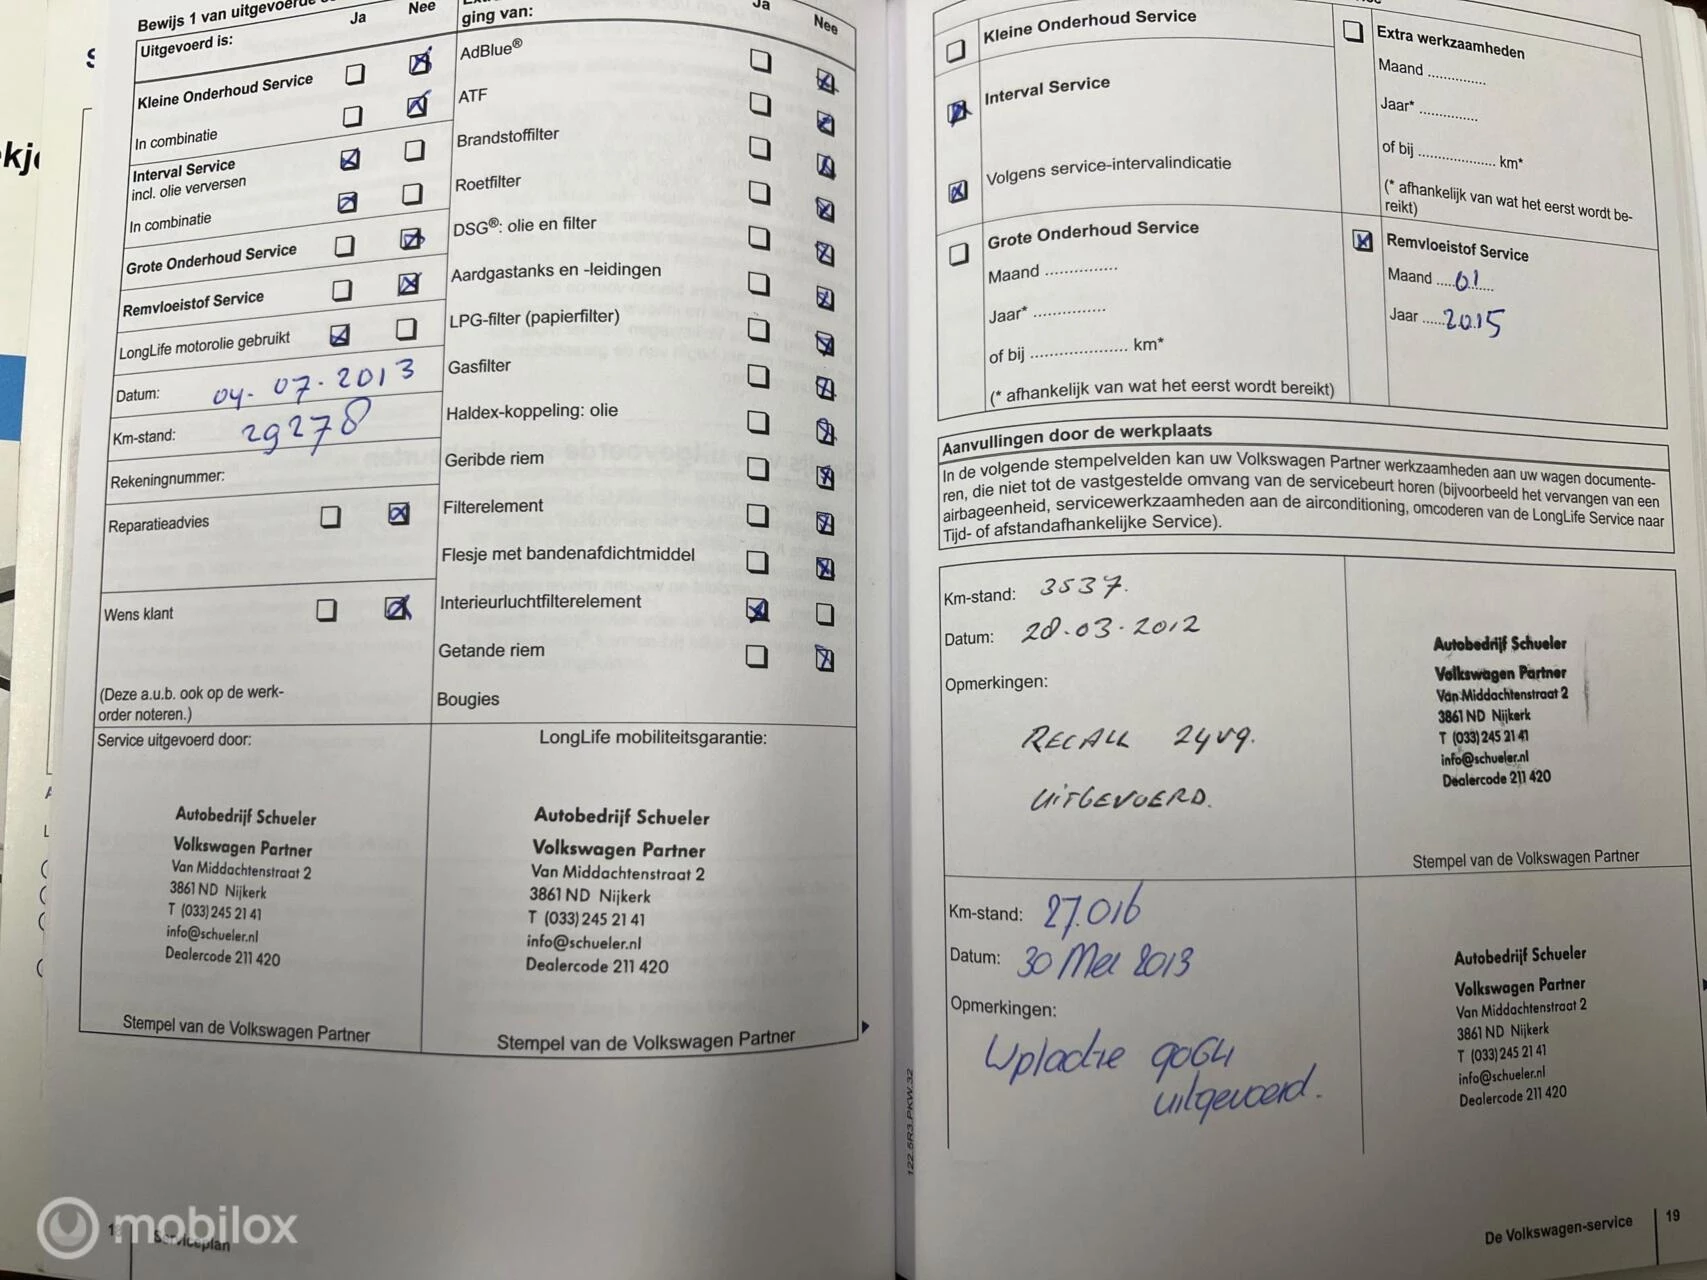 Bewijs 1 van uitgevoerde
Ja
Nee
Uitgevoerd is:
Kleine Onderhoud Service
In combinatie
Interval Service
incl. olie verversen
In combinatie
Grote Onderhoud Service
Remvloeistof Service
LongLife motorolie gebruikt
Datum: 04-07-2013
Km-stand: 29278
Rekeningnummer:
Reparatieadvies
Wens klant
(Deze a.u.b. ook op de werk-
order noteren.)
ging van:
Ja
Nee
AdBlue®
ATF
Brandstoffilter
Roetfilter
DSG®: olie en filter
Aardgastanks en -leidingen
LPG-filter (papierfilter)
Gasfilter
Haldex-koppeling: olie
Geribde riem
Filterelement
Flesje met bandenafdichtmiddel
Interieurluchtfilterelement
Getande riem
Bougies
Service uitgevoerd door:
Autobedrijf Schueler
Volkswagen Partner
Van Middachtenstraat 2
3861 ND Nijkerk
T (033) 245 21 41
info@schueler.nl
Dealercode 211 420
Stempel van de Volkswagen Partner
LongLife mobiliteitsgarantie:
Autobedrijf Schueler
Volkswagen Partner
Van Middachtenstraat 2
3861 ND Nijkerk
T (033) 245 21 41
info@schueler.nl
Dealercode 211 420
Stempel van de Volkswagen Partner
Serviceplan
Kleine Onderhoud Service
Interval Service
Volgens service-intervalindicatie
Grote Onderhoud Service
Maand ...............
Jaar* ...............
of bij .................... km*
(* afhankelijk van wat het eerst wordt bereikt)
Extra werkzaamheden
Maand ...............
Jaar* ...............
of bij .................... km*
(* afhankelijk van wat het eerst wordt be-
reikt)
Remvloeistof Service
Maand ..... 01 .....
Jaar ..... 2015
Aanvullingen door de werkplaats
In de volgende stempelvelden kan uw Volkswagen Partner werkzaamheden aan uw wagen documente-
ren, die niet tot de vastgestelde omvang van de servicebeurt horen (bijvoorbeeld het vervangen van een
airbageenheid, servicewerkzaamheden aan de airconditioning, omcoderen van de LongLife Service naar
Tijd- of afstandafhankelijke Service).
Km-stand: 3537.
Datum: 28-03-2012
Opmerkingen:
RECALL 24V9.
UITGEVOERD.
Autobedrijf Schueler
Volkswagen Partner
Van Middachtenstraat 2
3861 ND Nijkerk
T (033) 245 21 41
info@schueler.nl
Dealercode 211 420
Stempel van de Volkswagen Partner
Km-stand: 27.016
Datum: 30 Mei 2013
Opmerkingen:
uitgevoerd.
Autobedrijf Schueler
Volkswagen Partner
Van Middachtenstraat 2
3861 ND Nijkerk
T (033) 245 21 41
info@schueler.nl
Dealercode 211 420
122.5R3.PKW.32
De Volkswagen-service
19
mobilox